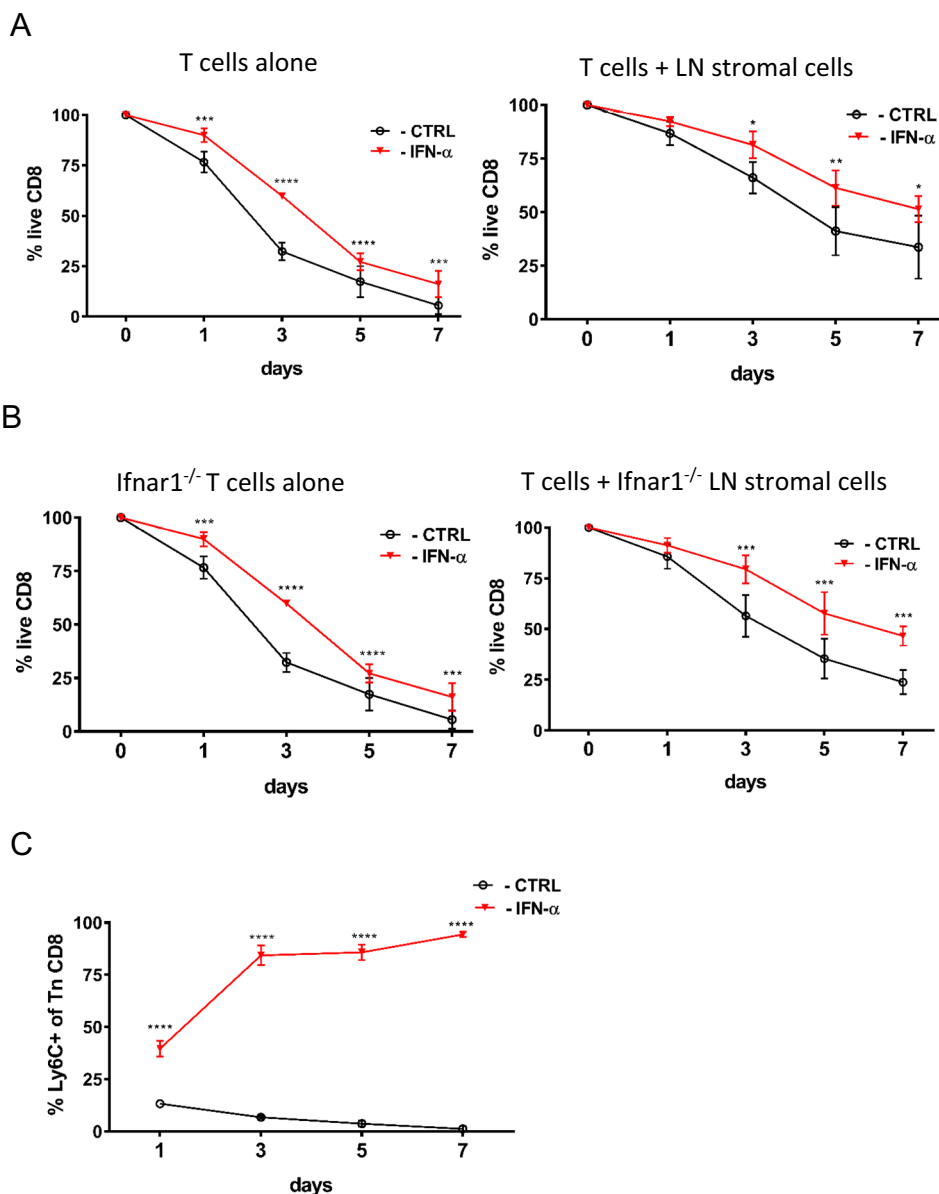 A
T cells alone
T cells + LN stromal cells
- CTRL
- IFN-α
- CTRL
- IFN-α
% live CD8
100
75
50
25
0
***
****
****
***
0 1 3 5 7
days
% live CD8
100
75
50
25
0
*
**
*
0 1 3 5 7
days
B
Ifnar1-/- T cells alone
T cells + Ifnar1-/- LN stromal cells
- CTRL
- IFN-α
- CTRL
- IFN-α
% live CD8
100
75
50
25
0
***
****
****
***
0 1 3 5 7
days
% live CD8
100
75
50
25
0
***
***
***
0 1 3 5 7
days
C
- CTRL
- IFN-α
% Ly6C+ of Tn CD8
100
75
50
25
0
****
****
****
****
1 3 5 7
days